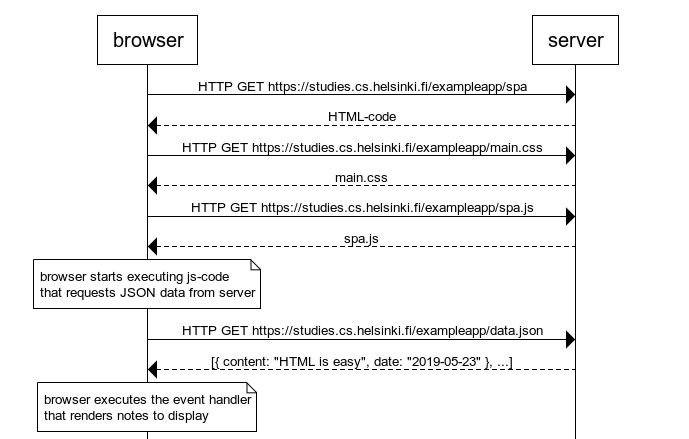 browser
server
HTTP GET https://studies.cs.helsinki.fi/exampleapp/spa
HTML-code
HTTP GET https://studies.cs.helsinki.fi/exampleapp/main.css
main.css
HTTP GET https://studies.cs.helsinki.fi/exampleapp/spa.js
spa.js
browser starts executing js-code
that requests JSON data from server
HTTP GET https://studies.cs.helsinki.fi/exampleapp/data.json
[{ content: "HTML is easy", date: "2019-05-23" }, ...]
browser executes the event handler
that renders notes to display